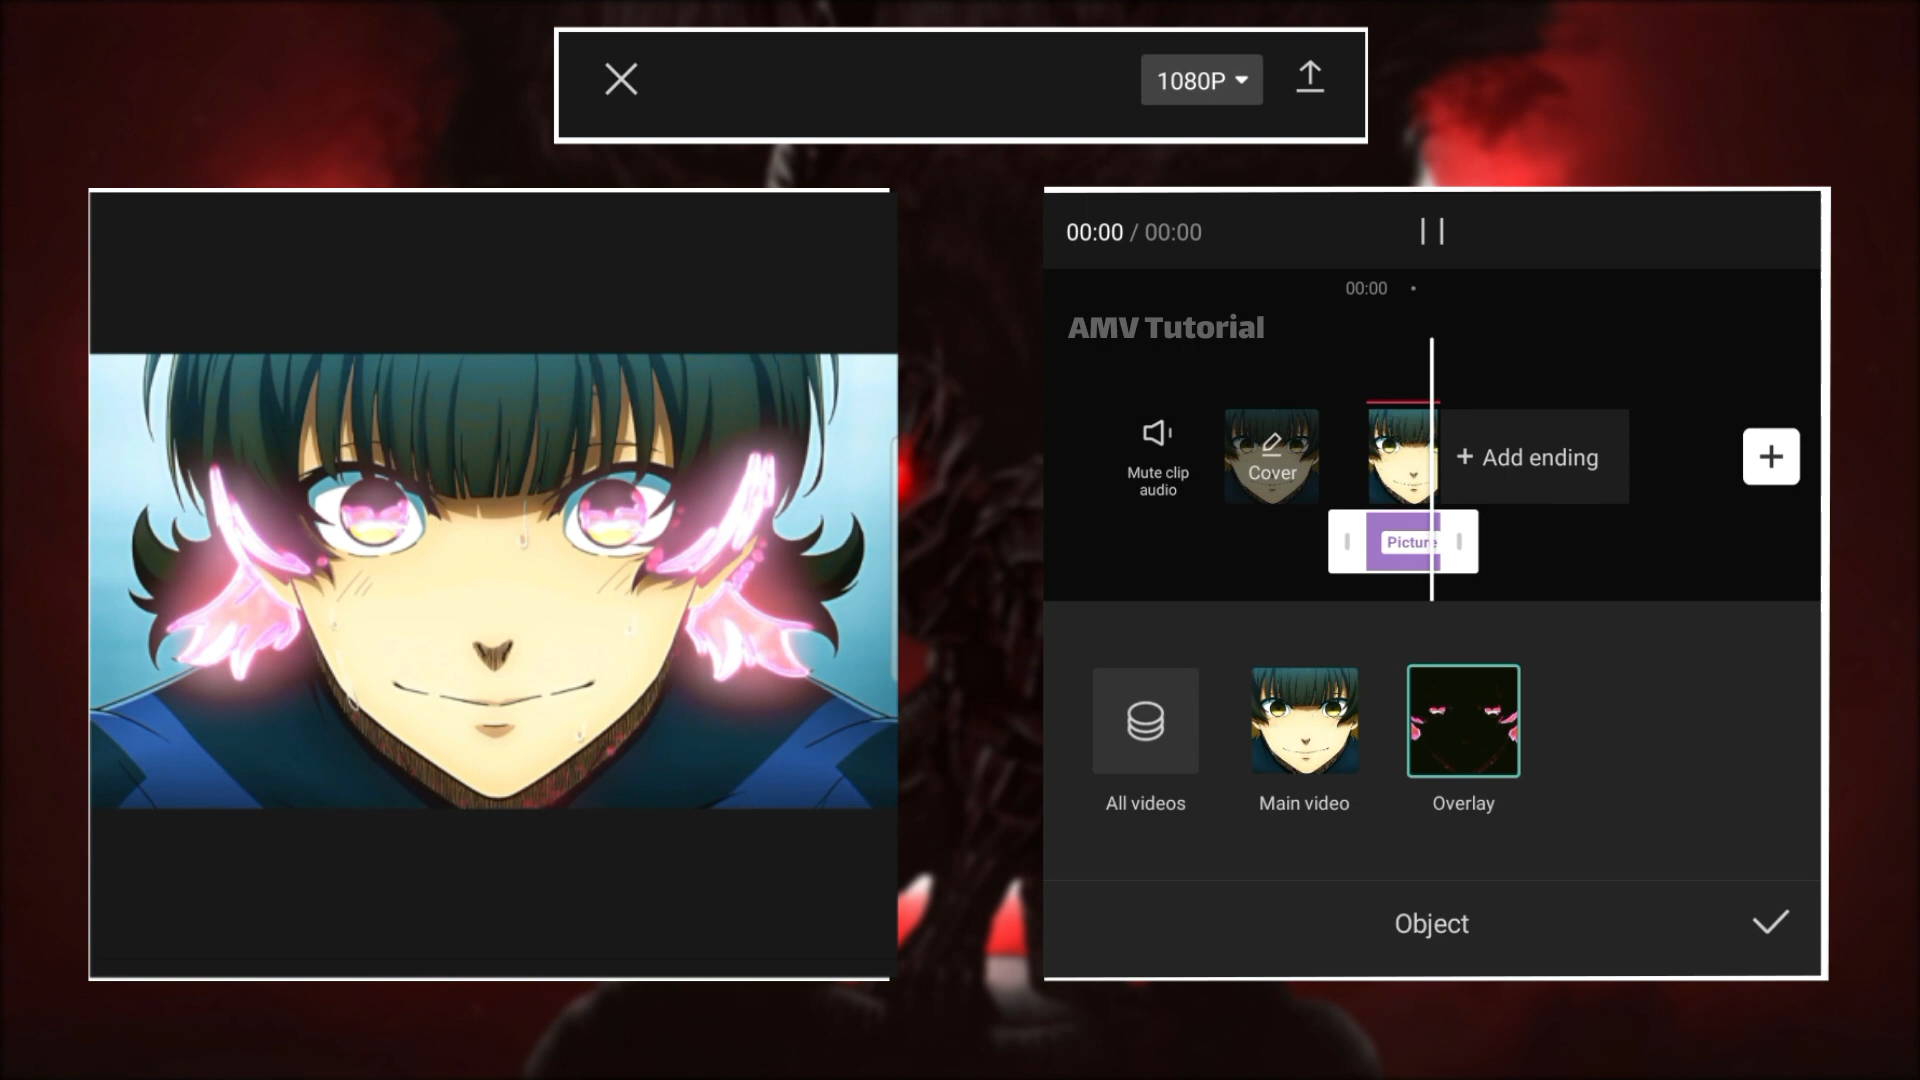 1080P
00:00 / 00:00
00:00
AMV Tutorial
Mute clip
audio
Cover
+ Add ending
Picture
All videos
Main video
Overlay
Object